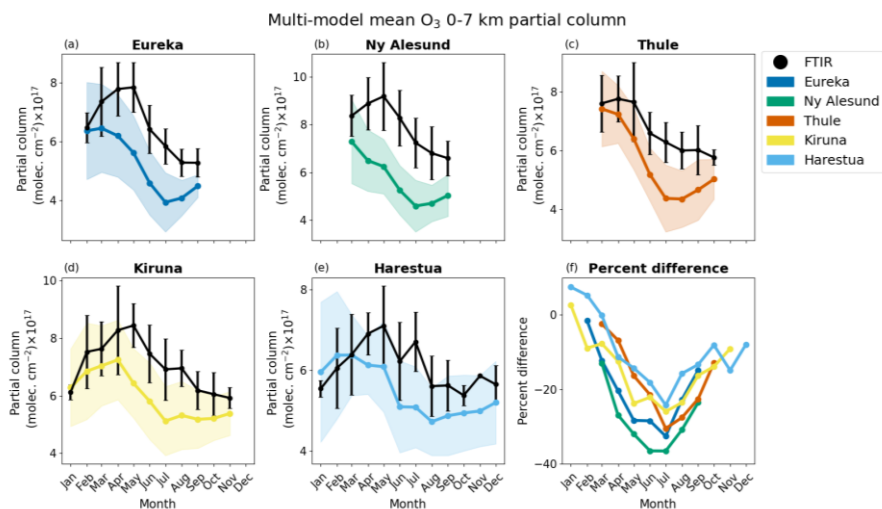 Multi-model mean O₃ 0-7 km partial column
(a) Eureka
(b) Ny Alesund
(c) Thule
Partial column
(molec. cm⁻²)×10¹⁷
8
6
4
Partial column
(molec. cm⁻²)×10¹⁷
10
8
6
4
Partial column
(molec. cm⁻²)×10¹⁷
8
6
4
FTIR
Eureka
Ny Alesund
Thule
Kiruna
Harestua
(d) Kiruna
(e) Harestua
(f) Percent difference
Partial column
(molec. cm⁻²)×10¹⁷
10
8
6
4
Partial column
(molec. cm⁻²)×10¹⁷
8
6
4
Percent difference
0
−20
−40
Jan Feb Mar Apr May Jun Jul Aug Sep Oct Nov Dec
Month
Jan Feb Mar Apr May Jun Jul Aug Sep Oct Nov Dec
Month
Jan Feb Mar Apr May Jun Jul Aug Sep Oct Nov Dec
Month